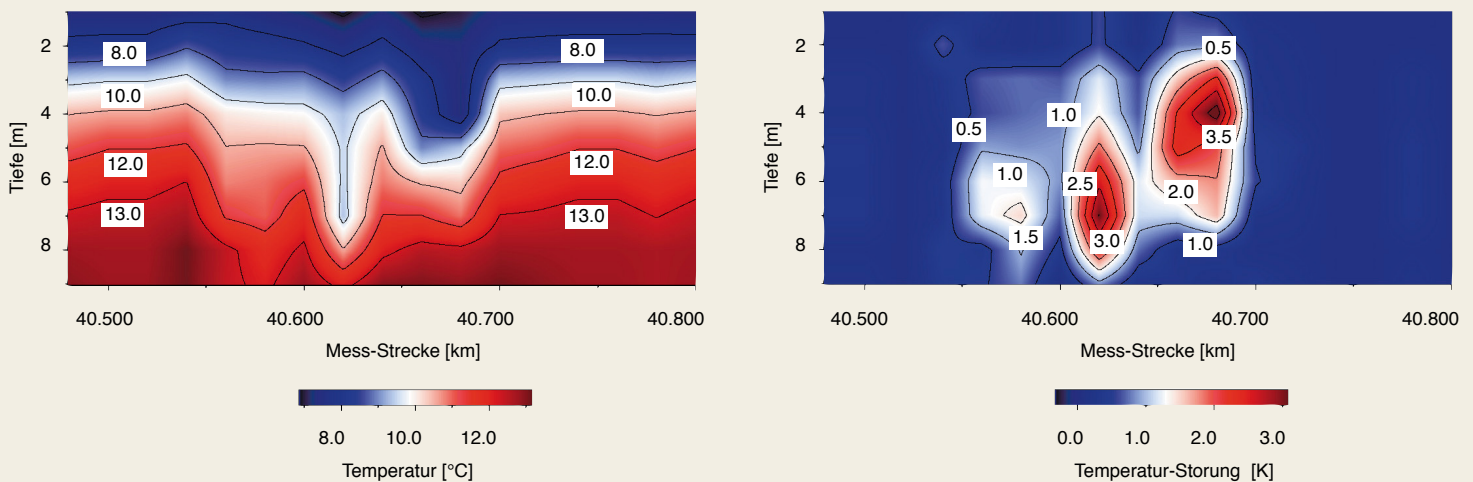 2
4
6
8
Tiefe [m]
8.0
8.0
10.0
10.0
12.0
12.0
13.0
13.0
40.500 40.600 40.700 40.800
Mess-Strecke [km]
8.0 10.0 12.0
Temperatur [°C]
2
4
6
8
Tiefe [m]
0.5
1.0
0.5
3.5
1.0
2.5
2.0
1.5
3.0
1.0
40.500 40.600 40.700 40.800
Mess-Strecke [km]
0.0 1.0 2.0 3.0
Temperatur-Storung [K]